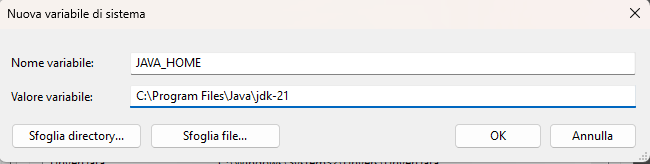 Nuova variabile di sistema
Nome variabile: JAVA_HOME
Valore variabile: C:\Program Files\Java\jdk-21
Sfoglia directory... Sfoglia file... OK Annulla